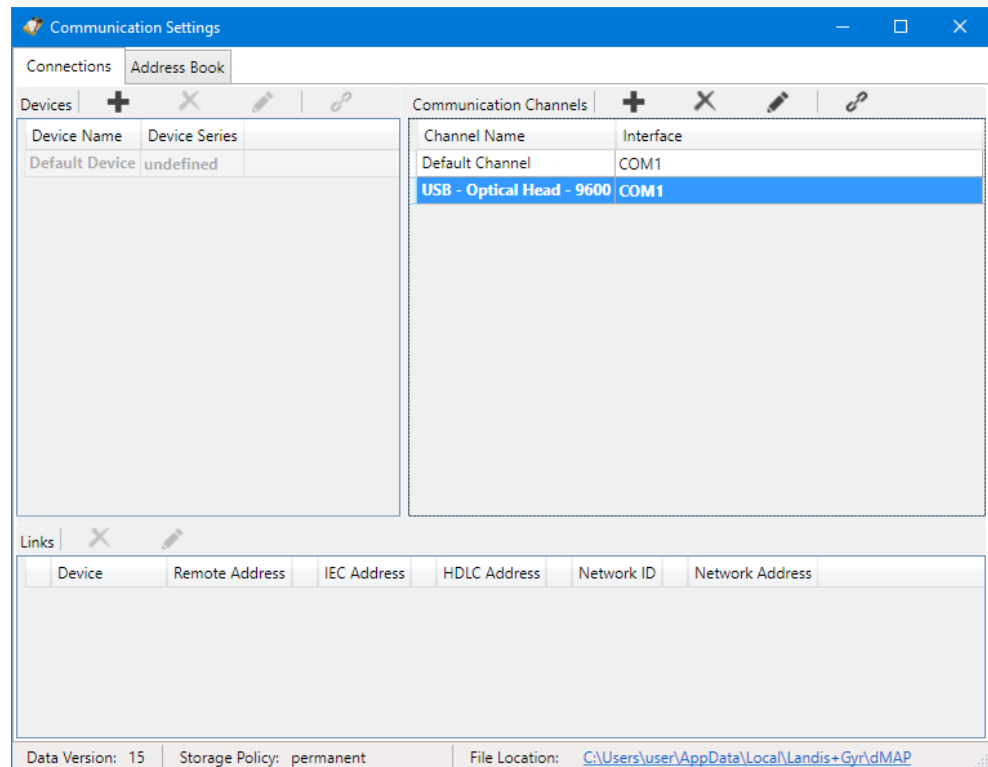 Communication Settings
Connections Address Book
Devices Communication Channels
Device Name Device Series Channel Name Interface
Default Device undefined Default Channel COM1
USB - Optical Head - 9600 COM1
Links
Device Remote Address IEC Address HDLC Address Network ID Network Address
Data Version: 15 Storage Policy: permanent File Location: C:\Users\user\AppData\Local\Landis+Gyr\dMAP